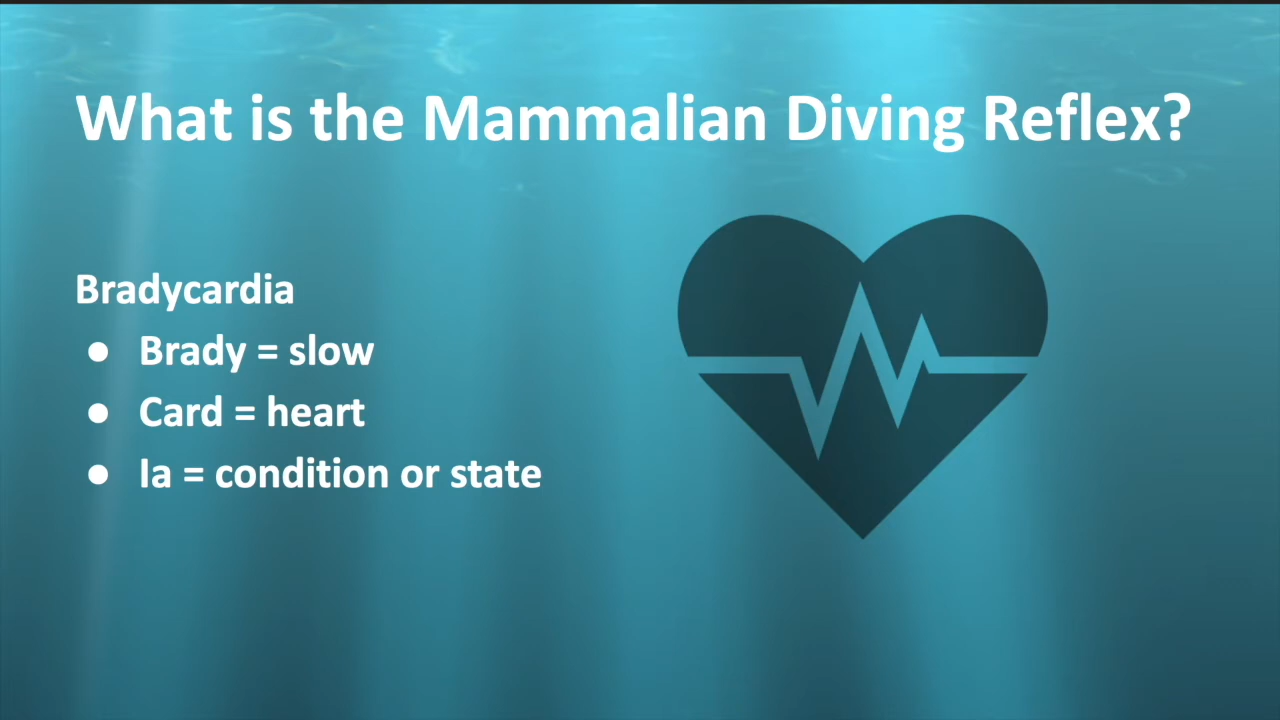 What is the Mammalian Diving Reflex?
Bradycardia
● Brady = slow
● Card = heart
● Ia = condition or state